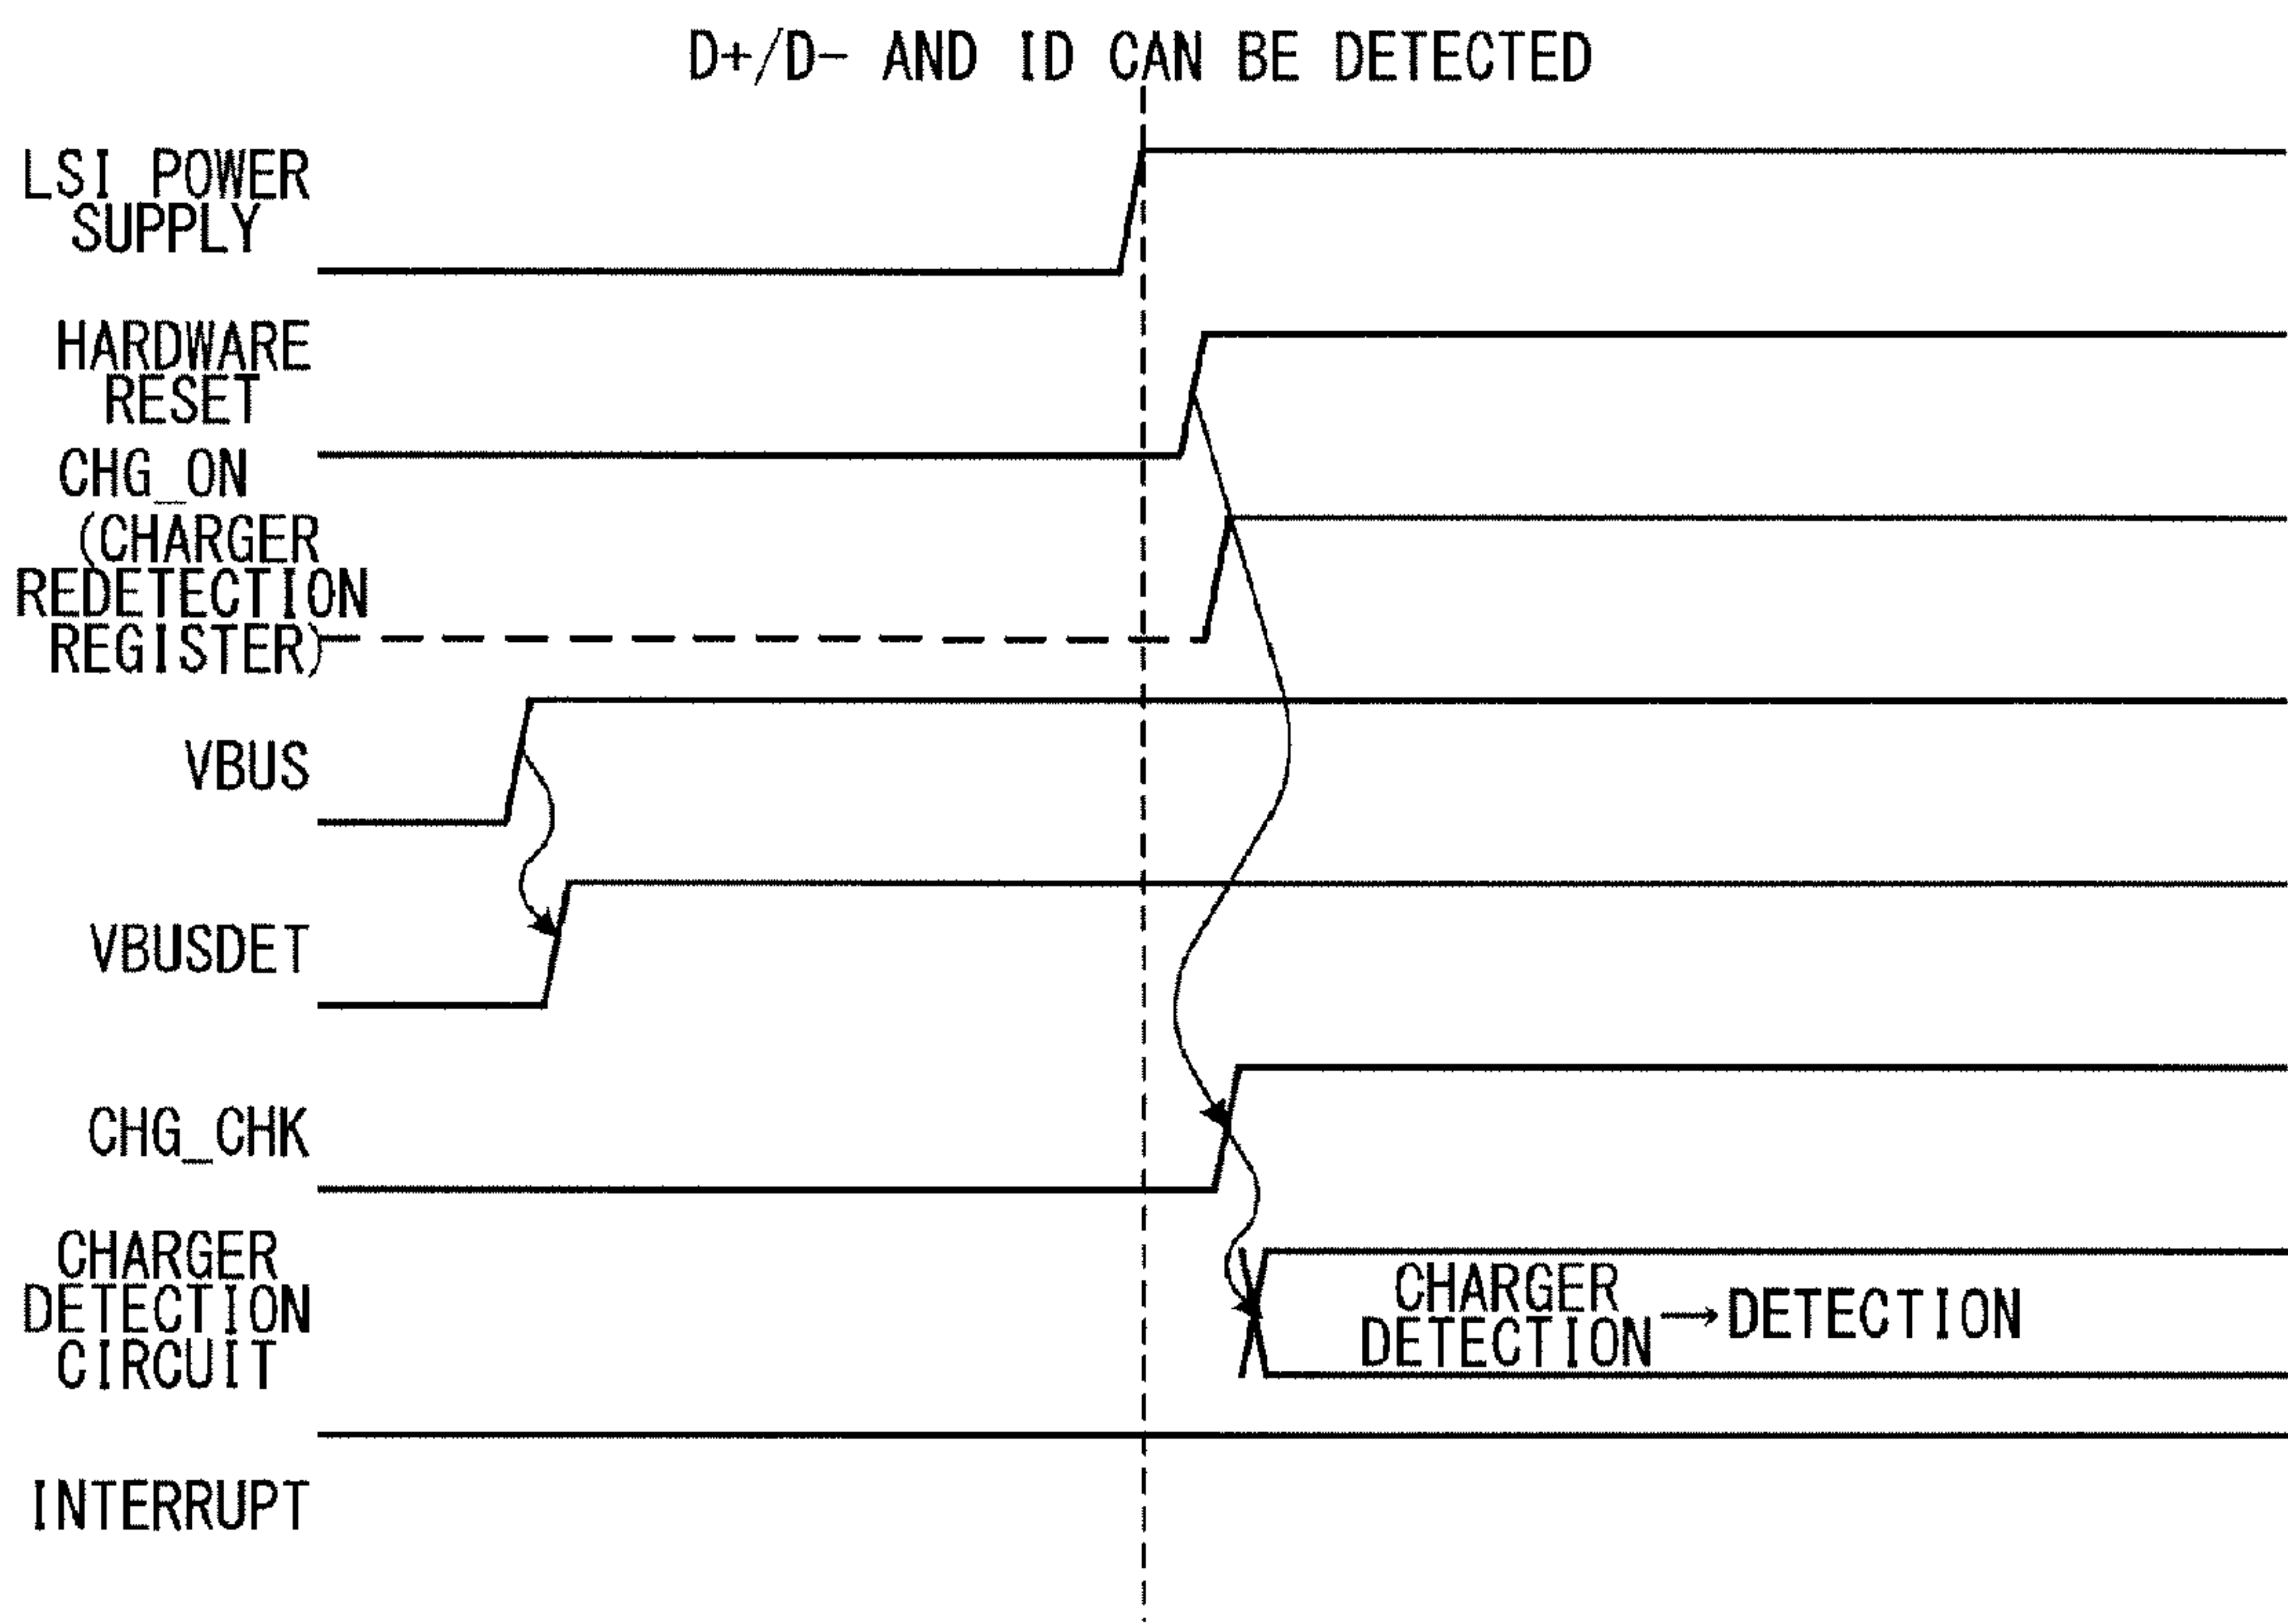 D+/D- AND ID CAN BE DETECTED
LSI POWER
SUPPLY
HARDWARE
RESET
CHG_ON
(CHARGER
REDETECTION
REGISTER)
VBUS
VBUSDET
CHG_CHK
CHARGER
DETECTION
CIRCUIT
CHARGER
DETECTION → DETECTION
INTERRUPT